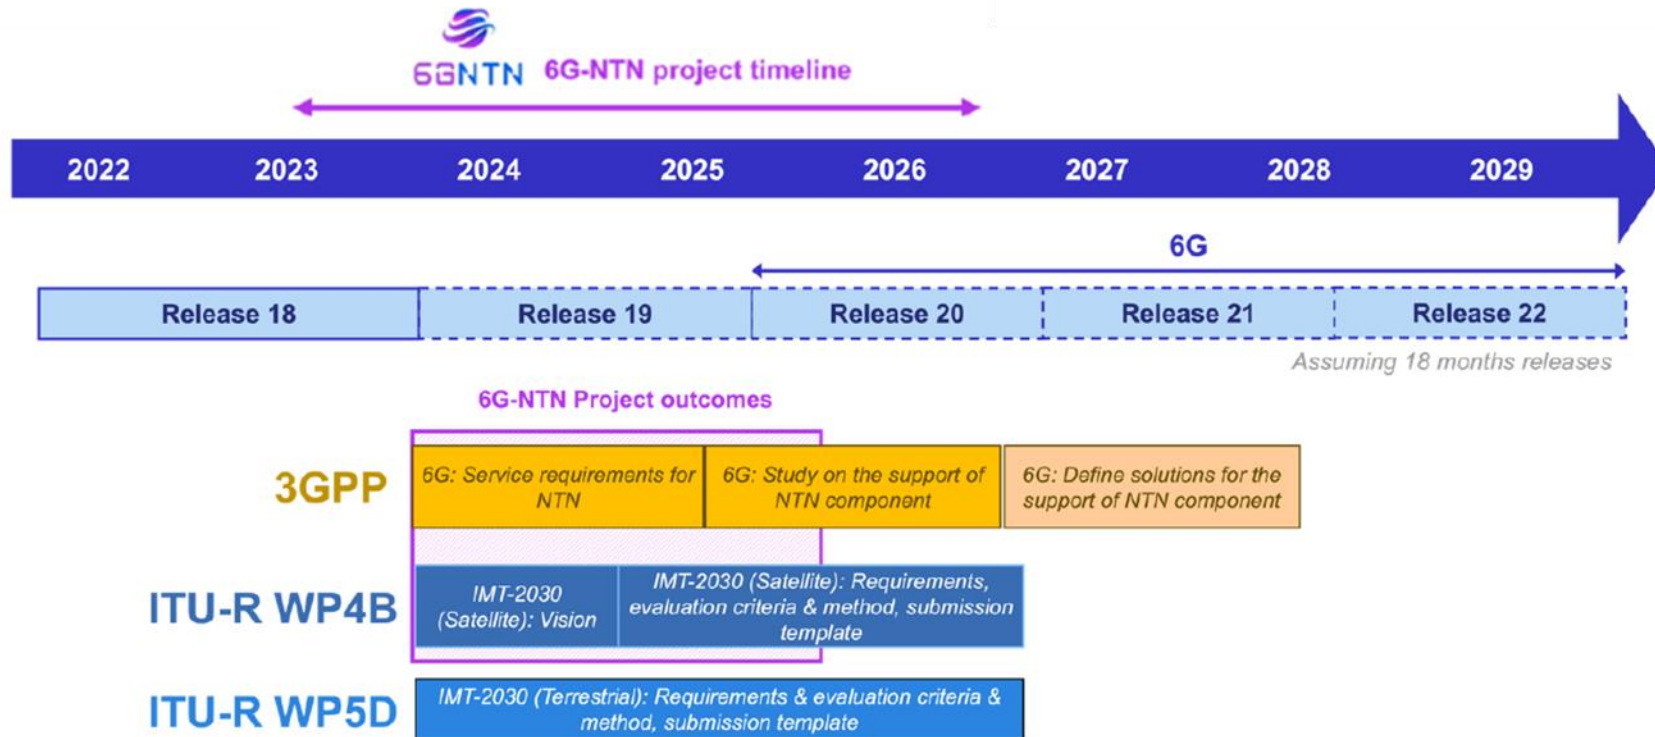 6GNTN 6G-NTN project timeline
2022 2023 2024 2025 2026 2027 2028 2029
6G
Release 18 Release 19 Release 20 Release 21 Release 22
Assuming 18 months releases
6G-NTN Project outcomes
3GPP
6G: Service requirements for
NTN
6G: Study on the support of
NTN component
6G: Define solutions for the
support of NTN component
ITU-R WP4B
IMT-2030
(Satellite): Vision
IMT-2030 (Satellite): Requirements,
evaluation criteria & method, submission
template
ITU-R WP5D
IMT-2030 (Terrestrial): Requirements & evaluation criteria &
method, submission template